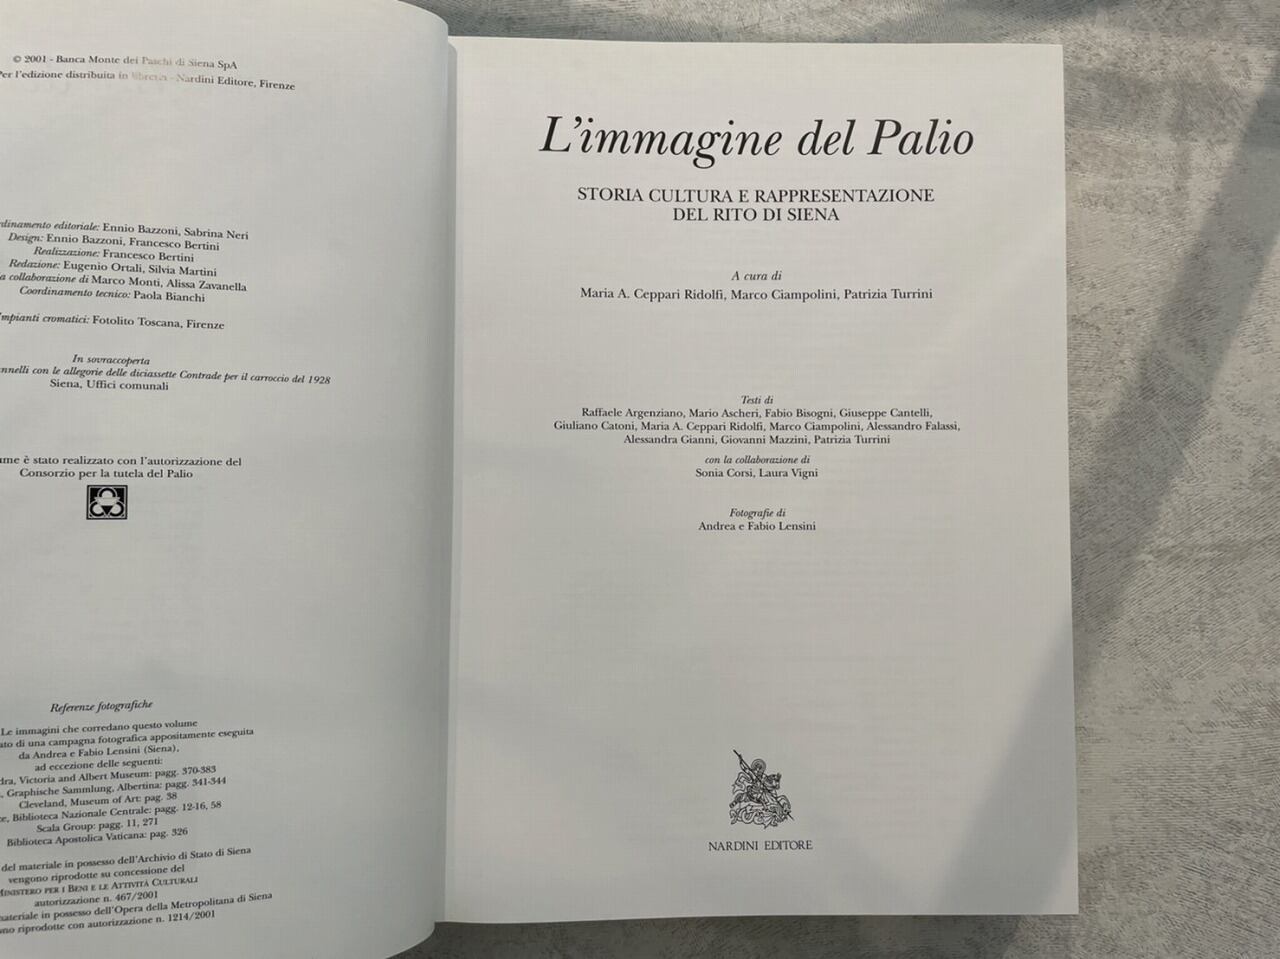 © 2001 - Banca Monte dei Paschi di Siena SpA
Per l'edizione distribuita in libreria - Nardini Editore, Firenze
Ennio Bazzoni, Sabrina Neri
Design: Ennio Bazzoni, Francesco Bertini
Realizzazione: Francesco Bertini
Redazione: Eugenio Ortali, Silvia Martini
collaborazione di Marco Monti, Alissa Zavanella
Coordinamento tecnico: Paola Bianchi
cromatici: Fotolito Toscana, Firenze
In sovraccoperta
con le allegorie delle diciassette Contrade per il carroccio del 1928
Siena, Uffici comunali
è stato realizzato con l'autorizzazione del
Consorzio per la tutela del Palio
Referenze fotografiche
Le immagini che corredano questo volume
di una campagna fotografica appositamente eseguita
da Andrea e Fabio Lensini (Siena),
ad eccezione delle seguenti:
Victoria and Albert Museum: pagg. 370-383
Graphische Sammlung, Albertina: pagg. 341-344
Cleveland, Museum of Art: pag. 38
Biblioteca Nazionale Centrale: pagg. 12-16, 58
Scala Group: pagg. 11, 271
Biblioteca Apostolica Vaticana: pag. 326
del materiale in possesso dell'Archivio di Stato di Siena
vengono riprodotte su concessione del
MINISTERO PER I BENI E LE ATTIVITÀ CULTURALI
autorizzazione n. 467/2001
in possesso dell'Opera della Metropolitana di Siena
riprodotte con autorizzazione n. 1214/2001
L'immagine del Palio
STORIA CULTURA E RAPPRESENTAZIONE
DEL RITO DI SIENA
A cura di
Maria A. Ceppari Ridolfi, Marco Ciampolini, Patrizia Turrini
Testi di
Raffaele Argenziano, Mario Ascheri, Fabio Bisogni, Giuseppe Cantelli,
Giuliano Catoni, Maria A. Ceppari Ridolfi, Marco Ciampolini, Alessandro Falassi,
Alessandra Gianni, Giovanni Mazzini, Patrizia Turrini
con la collaborazione di
Sonia Corsi, Laura Vigni
Fotografie di
Andrea e Fabio Lensini
NARDINI EDITORE